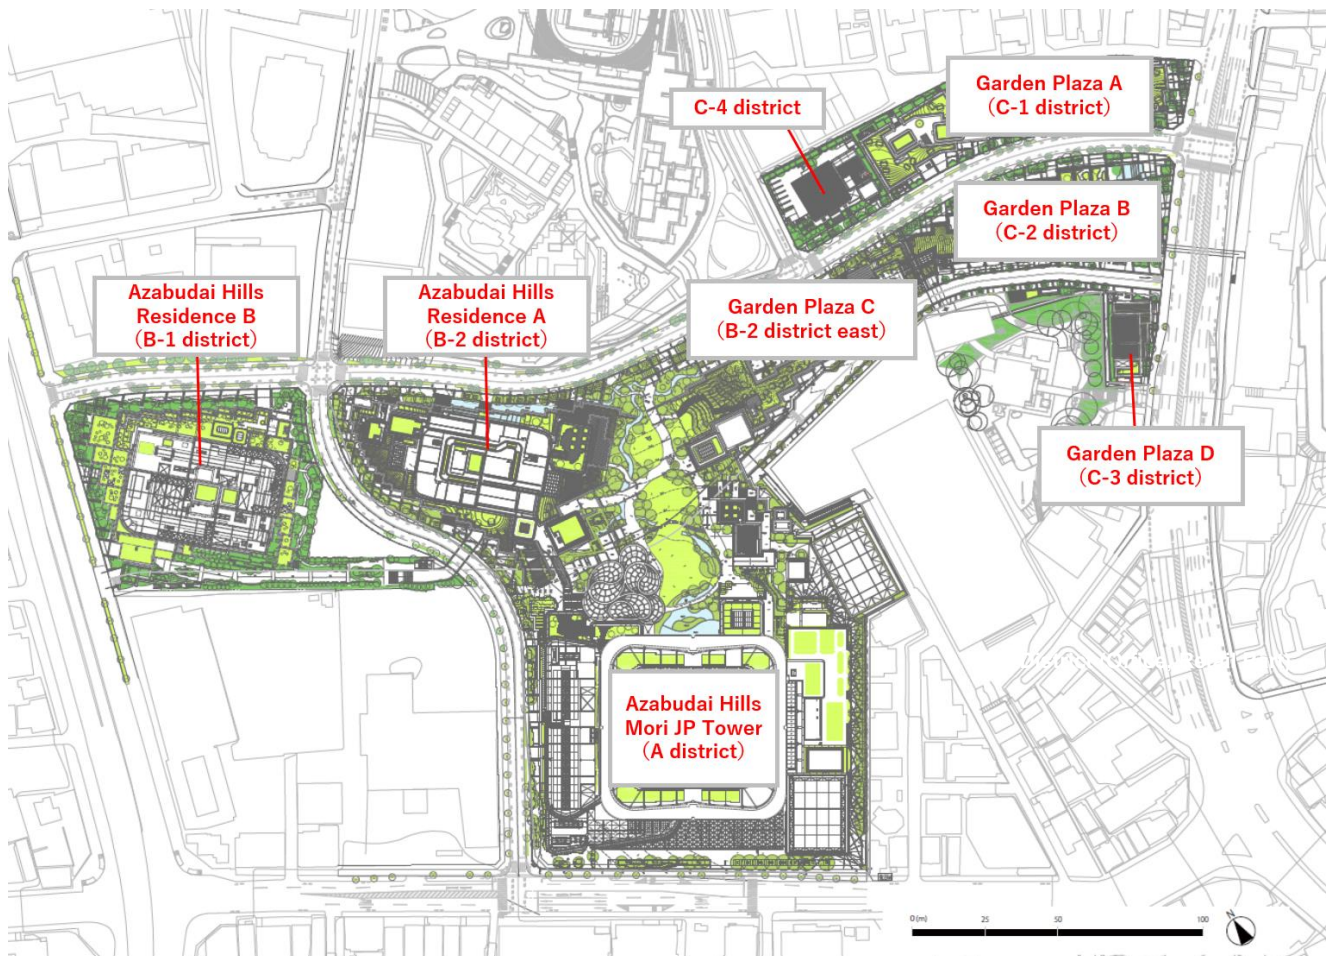 Garden Plaza A
(C-1 district)
C-4 district
Garden Plaza B
(C-2 district)
Azabudai Hills
Residence B
(B-1 district)
Azabudai Hills
Residence A
(B-2 district)
Garden Plaza C
(B-2 district east)
Garden Plaza D
(C-3 district)
Azabudai Hills
Mori JP Tower
(A district)
0 (m) 25 50 100
N